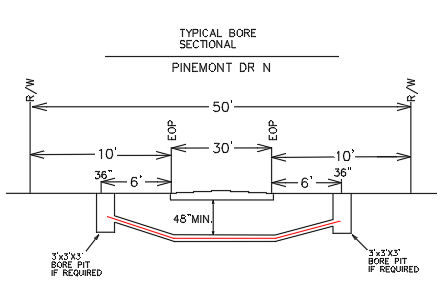 TYPICAL BORE
SECTIONAL
PINEMONT DR N
R/W
R/W
50'
EOP
EOP
30'
10'
10'
36"
36"
6'
6'
48"MIN.
3'x3'X3'
BORE PIT
IF REQUIRED
3'x3'X3'
BORE PIT
IF REQUIRED